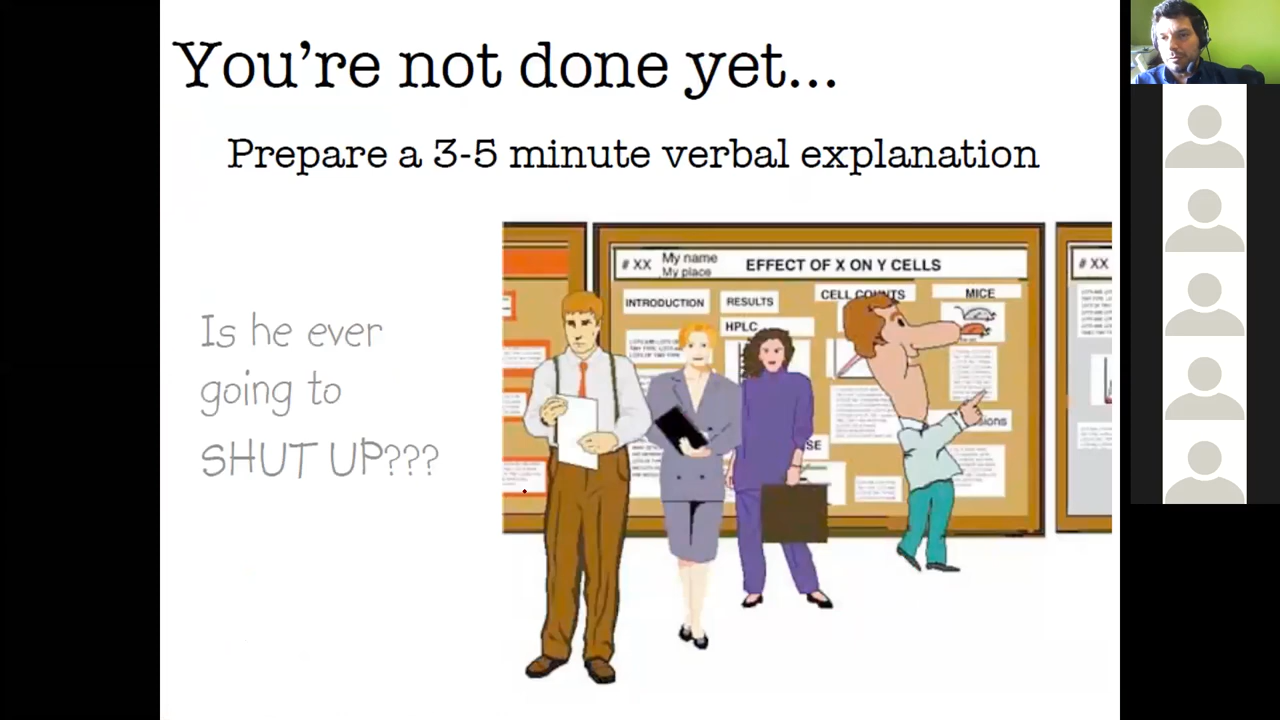 You're not done yet...
Prepare a 3-5 minute verbal explanation
Is he ever
going to
SHUT UP???
# XX
My name
My place
EFFECT OF X ON Y CELLS
# XX
INTRODUCTION
RESULTS
CELL COUNTS
MICE
HPLC